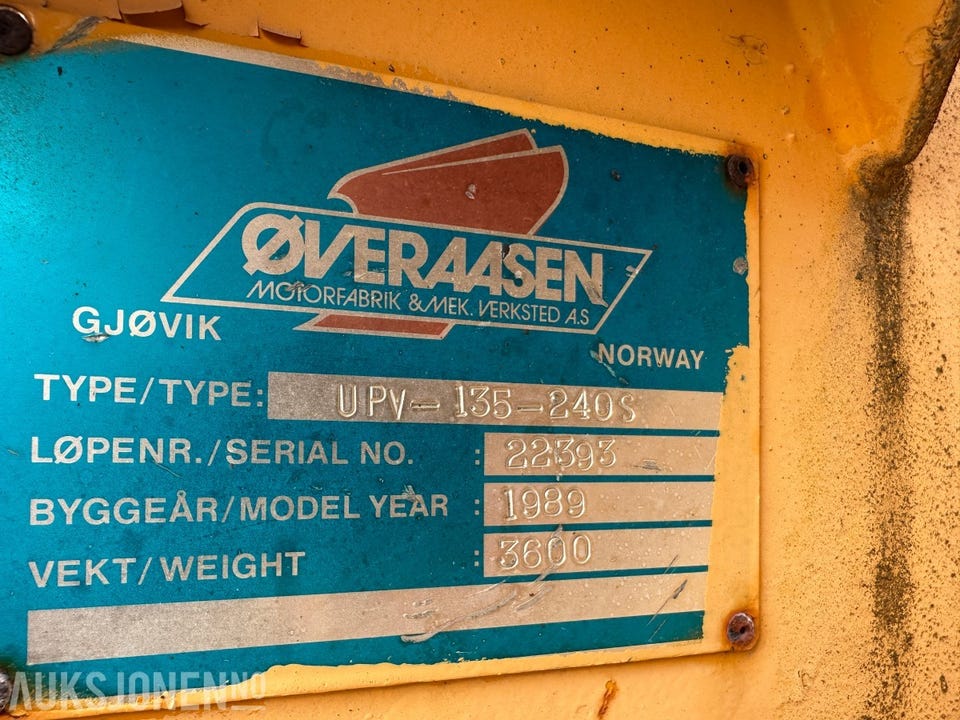 ØVERAASEN
MOTORFABRIK & MEK. VERKSTED A.S
GJØVIK
NORWAY
TYPE/TYPE: UPV-135-240S
LØPENR./SERIAL NO. : 22393
BYGGEÅR/MODEL YEAR : 1989
VEKT/WEIGHT : 3600
AUKSJONEN.NO